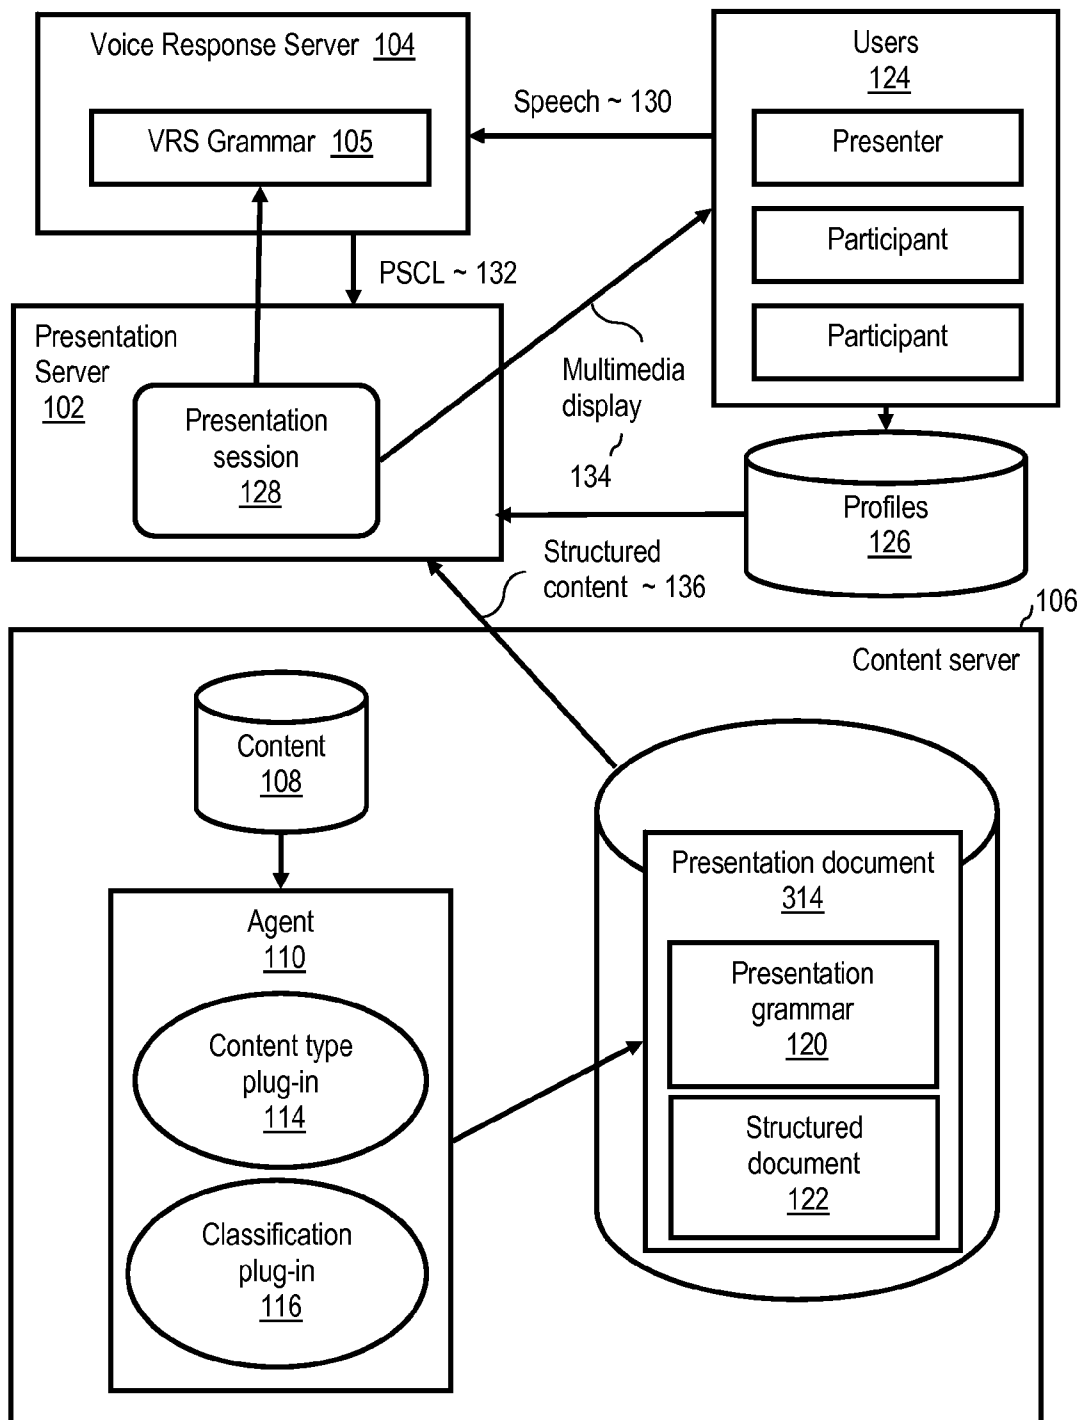 Voice Response Server 104
VRS Grammar 105
Speech ~ 130
Users
124
Presenter
Participant
Participant
PSCL ~ 132
Presentation
Server
102
Presentation
session
128
Multimedia
display
134
Profiles
126
Structured
content ~ 136
106
Content server
Content
108
Agent
110
Content type
plug-in
114
Classification
plug-in
116
Presentation document
314
Presentation
grammar
120
Structured
document
122